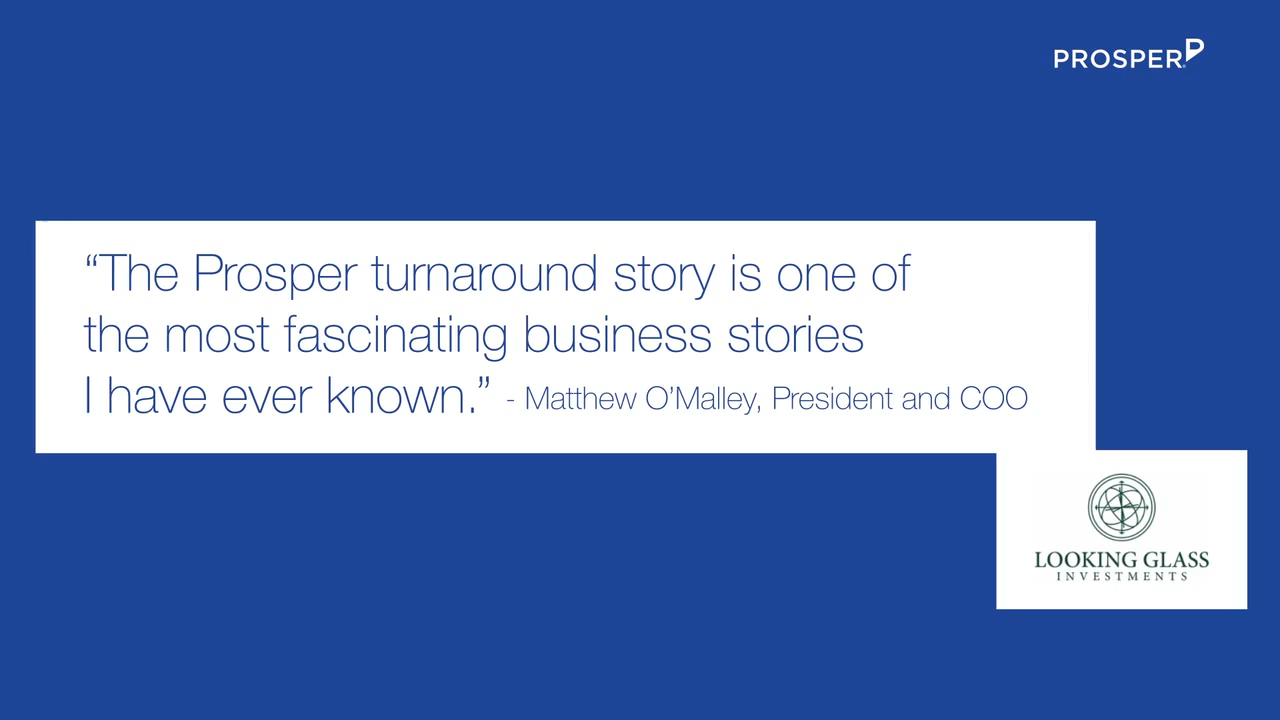 PROSPER
“The Prosper turnaround story is one of
the most fascinating business stories
I have ever known.” - Matthew O’Malley, President and COO
LOOKING GLASS
INVESTMENTS